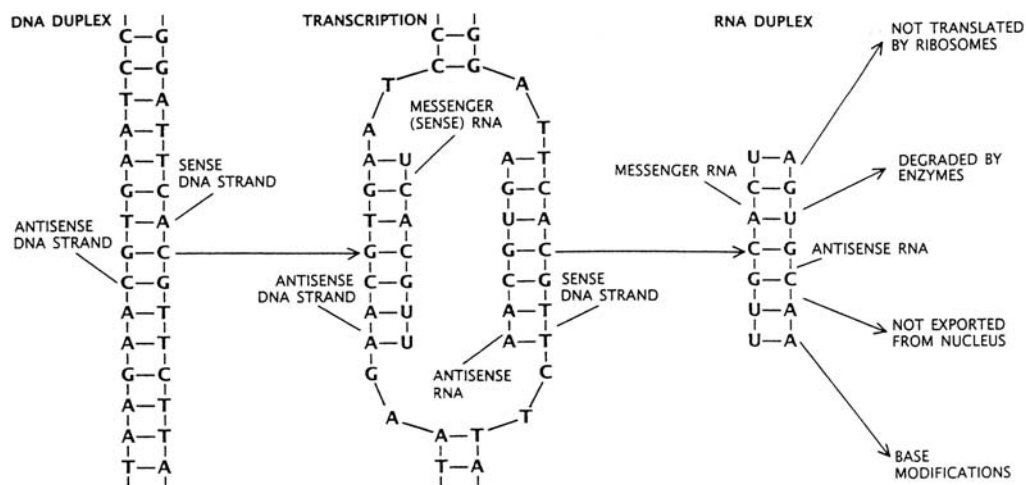 DNA DUPLEX
C—G
C—G
T—A
A—T
A—T
G—C
T—A
G—C
C—G
A—T
A—T
G—C
A—T
A—T
T—A
SENSE
DNA STRAND
ANTISENSE
DNA STRAND
TRANSCRIPTION
C—G
C—G
T A
A T
A U A T
G—C G—C
T—A U—A
G—C G—C
C—G C—G
A—U A—T
A—U A—T
G C
A T
A—T
T—A
MESSENGER
(SENSE) RNA
ANTISENSE
DNA STRAND
SENSE
DNA STRAND
ANTISENSE
RNA
RNA DUPLEX
U—A
C—G
A—U
C—G
G—C
U—A
U—A
MESSENGER RNA
ANTISENSE RNA
NOT TRANSLATED
BY RIBOSOMES
DEGRADED BY
ENZYMES
NOT EXPORTED
FROM NUCLEUS
BASE
MODIFICATIONS